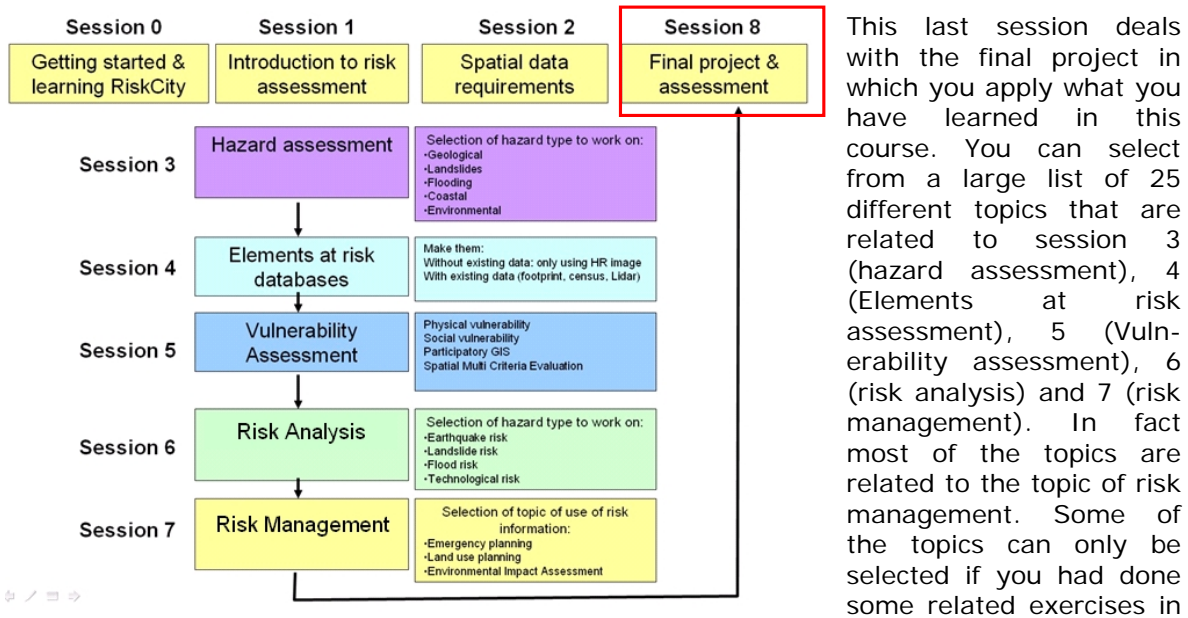 Session 0
Session 1
Session 2
Session 8
Getting started &
learning RiskCity
Introduction to risk
assessment
Spatial data
requirements
Final project &
assessment
Session 3
Hazard assessment
Selection of hazard type to work on:
•Geological
•Landslides
•Flooding
•Coastal
•Environmental
Session 4
Elements at risk
databases
Make them:
Without existing data: only using HR image
With existing data (footprint, census, Lidar)
Session 5
Vulnerability
Assessment
Physical vulnerability
Social vulnerability
Participatory GIS
Spatial Multi Criteria Evaluation
Session 6
Risk Analysis
Selection of hazard type to work on:
•Earthquake risk
•Landslide risk
•Flood risk
•Technological risk
Session 7
Risk Management
Selection of topic of use of risk
information:
•Emergency planning
•Land use planning
•Environmental Impact Assessment
This last session deals
with the final project in
which you apply what you
have learned in this
course. You can select
from a large list of 25
different topics that are
related to session 3
(hazard assessment), 4
(Elements at risk
assessment), 5 (Vuln-
erability assessment), 6
(risk analysis) and 7 (risk
management). In fact
most of the topics are
related to the topic of risk
management. Some of
the topics can only be
selected if you had done
some related exercises in